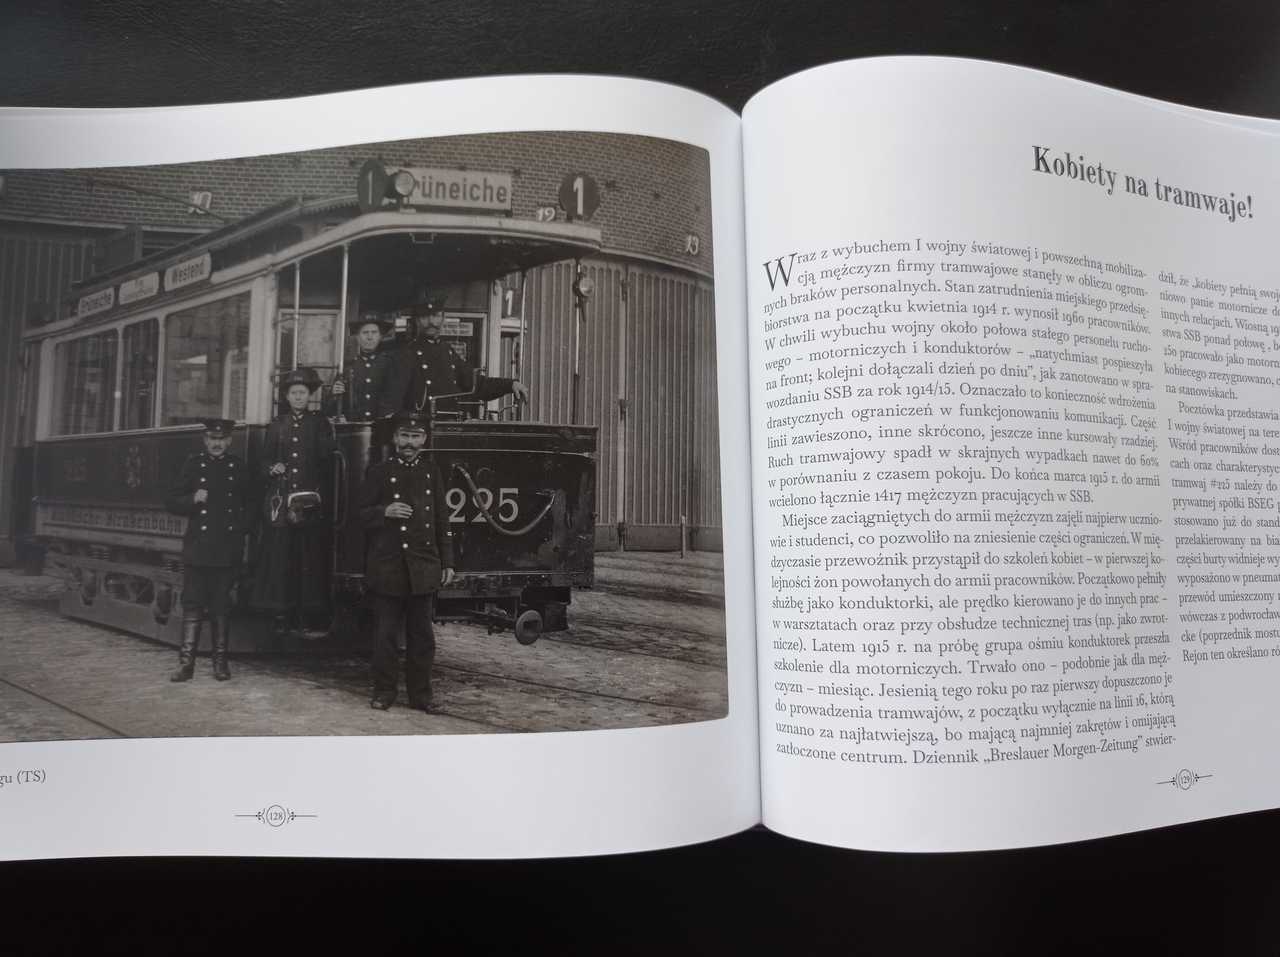 1
rüneiche
1
10
12
13
Grüneiche
Westend
1
225
gu (TS)
128
Kobiety na tramwaje!
Wraz z wybuchem I wojny światowej i powszechną mobiliza-
cją mężczyzn firmy tramwajowe stanęły w obliczu ogrom-
nych braków personalnych. Stan zatrudnienia miejskiego przedsię-
biorstwa na początku kwietnia 1914 r. wynosił 1960 pracowników.
W chwili wybuchu wojny około połowa stałego personelu rucho-
wego – motorniczych i konduktorów – „natychmiast pospieszyła
na front; kolejni dołączali dzień po dniu”, jak zanotowano w spra-
wozdaniu SSB za rok 1914/15. Oznaczało to konieczność wdrożenia
drastycznych ograniczeń w funkcjonowaniu komunikacji. Część
linii zawieszono, inne skrócono, jeszcze inne kursowały rzadziej.
Ruch tramwajowy spadł w skrajnych wypadkach nawet do 60%
w porównaniu z czasem pokoju. Do końca marca 1915 r. do armii
wcielono łącznie 1417 mężczyzn pracujących w SSB.
Miejsce zaciągniętych do armii mężczyzn zajęli najpierw ucznio-
wie i studenci, co pozwoliło na zniesienie części ograniczeń. W mię-
dzyczasie przewoźnik przystąpił do szkoleń kobiet – w pierwszej ko-
lejności żon powołanych do armii pracowników. Początkowo pełniły
służbę jako konduktorki, ale prędko kierowano je do innych prac –
w warsztatach oraz przy obsłudze technicznej tras (np. jako zwrot-
nicze). Latem 1915 r. na próbę grupa ośmiu konduktorek przeszła
szkolenie dla motorniczych. Trwało ono – podobnie jak dla męż-
czyzn – miesiąc. Jesienią tego roku po raz pierwszy dopuszczono je
do prowadzenia tramwajów, z początku wyłącznie na linii 16, którą
uznano za najłatwiejszą, bo mającą najmniej zakrętów i omijającą
zatłoczone centrum. Dziennik „Breslauer Morgen-Zeitung” stwier-
dził, że „kobiety pełnią swoj
niowo panie motornicze do
innych relacjach. Wiosną 19
stwa SSB ponad połowę , b
150 pracowało jako motorn
kobiecego zrezygnowano, c
na stanowiskach.
Pocztówka przedstawia
I wojny światowej na tere
Wśród pracowników dost
cach oraz charakterystyc
tramwaj #225 należy do
prywatnej spółki BSEG
stosowano już do stand
przelakierowany na bia
części burty widnieje wy
wyposażono w pneuma
przewód umieszczony
wówczas z podwrocław
cke (poprzednik mostu
Rejon ten określano ró
129